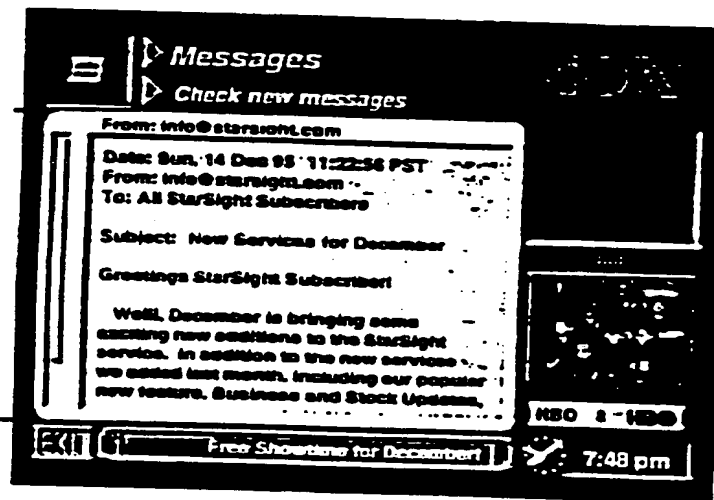 Messages
Check new messages
From: info@starsight.com
Date: Sun, 14 Dec 95 11:22:56 PST
From: info@starsight.com
To: All StarSight Subscribers
Subject: New Services for December
Greetings StarSight Subscriber!
Well, December is bringing some
exciting new additions to the StarSight
service. In addition to the new services
we added last month, including our popular
new feature, Business and Stock Updates,
HBO 8 - HBO
EXIT
Free Showtime for December!
7:48 pm